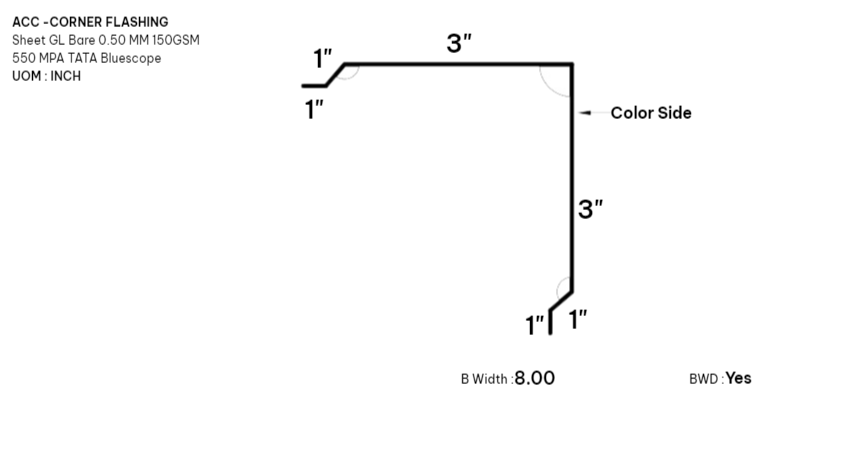 ACC -CORNER FLASHING
Sheet GL Bare 0.50 MM 150GSM
550 MPA TATA Bluescope
UOM : INCH
3"
1"
1"
Color Side
3"
1"
1"
B Width :8.00
BWD :Yes